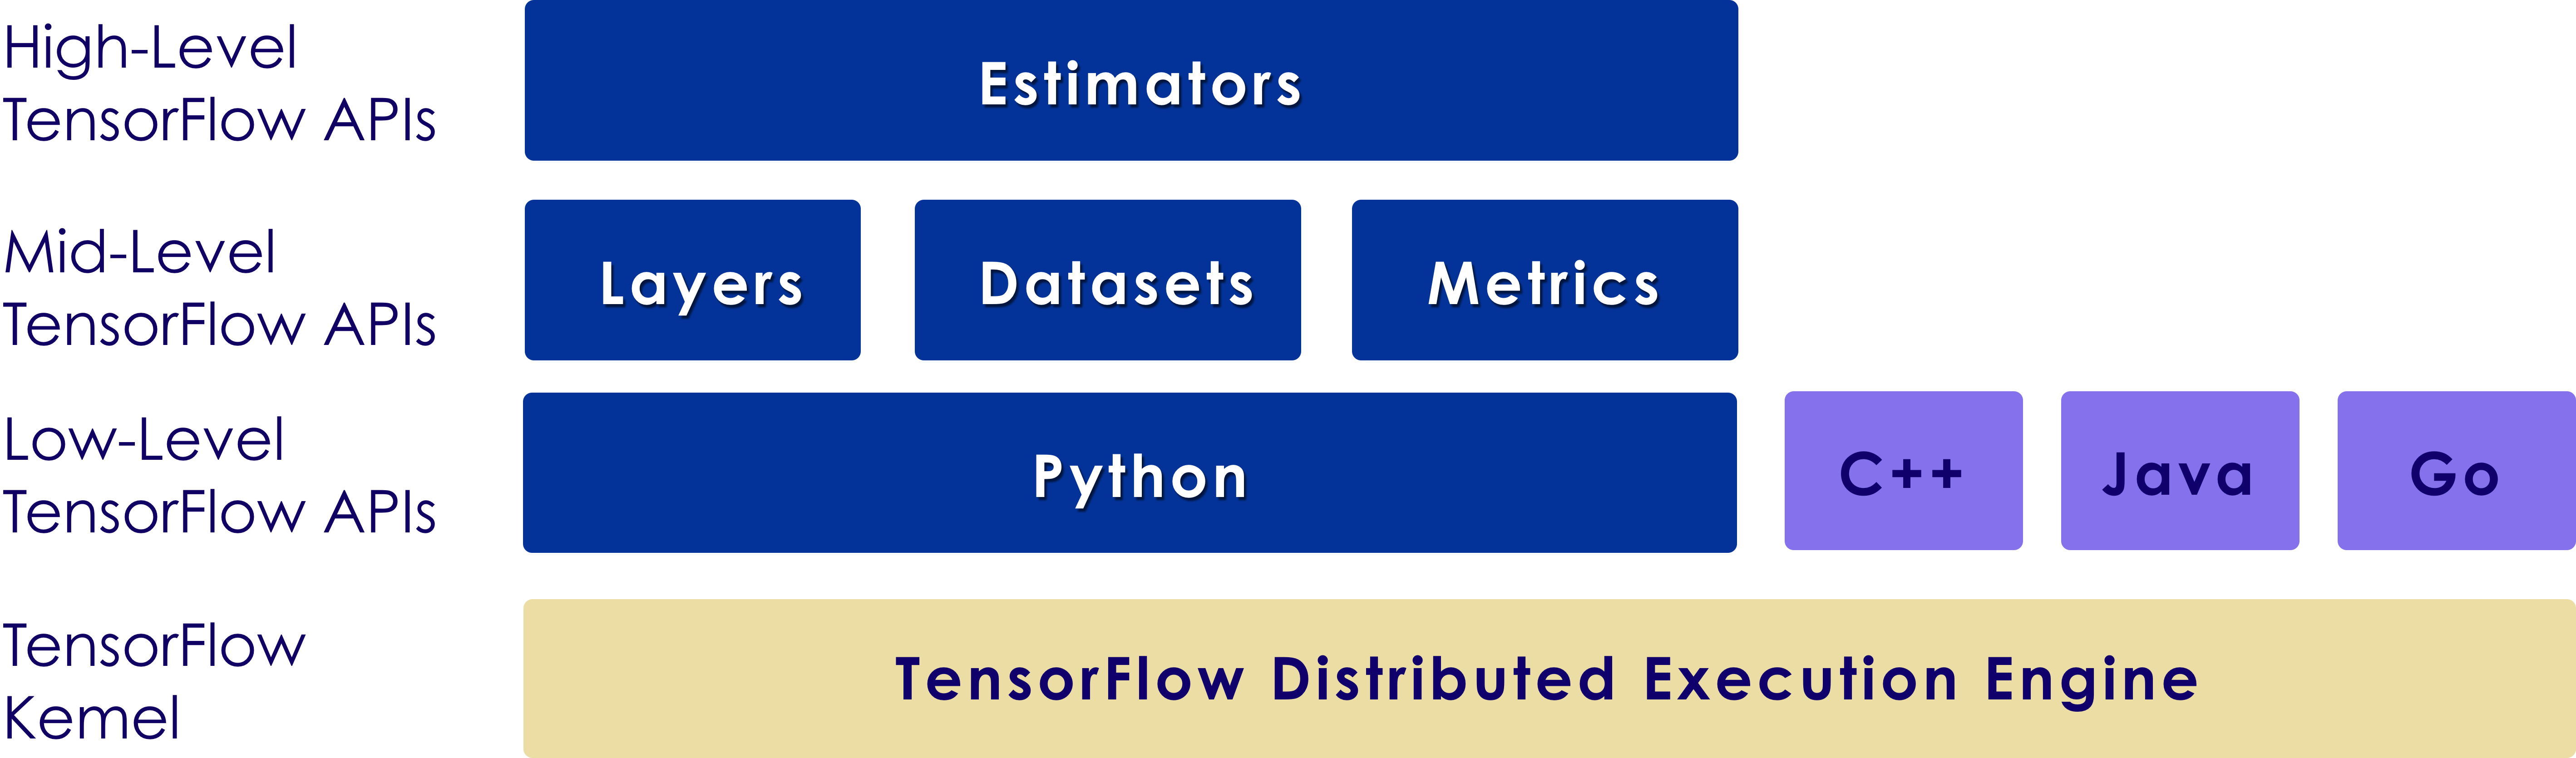 High-Level
TensorFlow APIs
Estimators
Mid-Level
TensorFlow APIs
Layers
Datasets
Metrics
Low-Level
TensorFlow APIs
Python
C++
Java
Go
TensorFlow
Kemel
TensorFlow Distributed Execution Engine